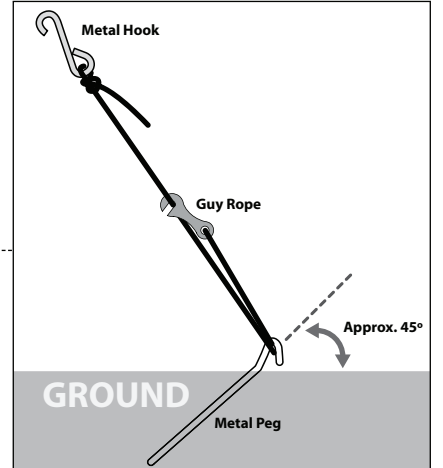 Metal Hook
Guy Rope
Approx. 45º
GROUND
Metal Peg